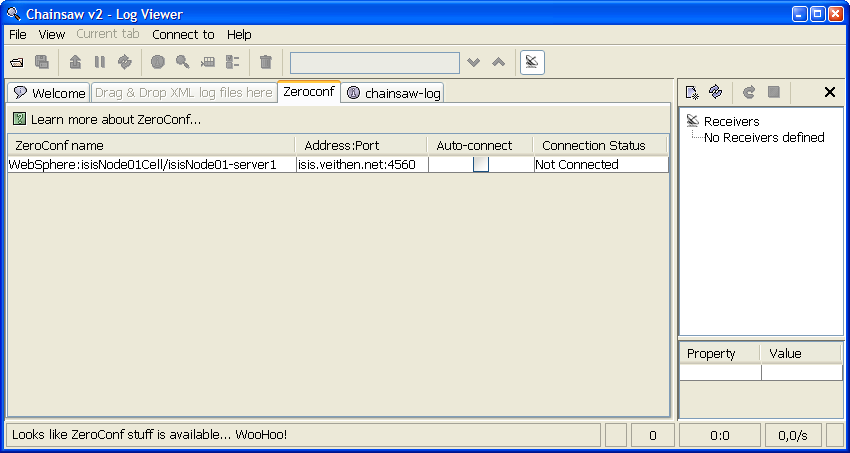 Chainsaw v2 - Log Viewer
File View Current tab Connect to Help
Welcome Drag & Drop XML log files here Zeroconf chainsaw-log
Learn more about ZeroConf...
ZeroConf name Address:Port Auto-connect Connection Status
WebSphere:isisNode01Cell/isisNode01-server1 isis.veithen.net:4560 Not Connected
Receivers
No Receivers defined
Property Value
Looks like ZeroConf stuff is available... WooHoo! 0 0:0 0,0/s